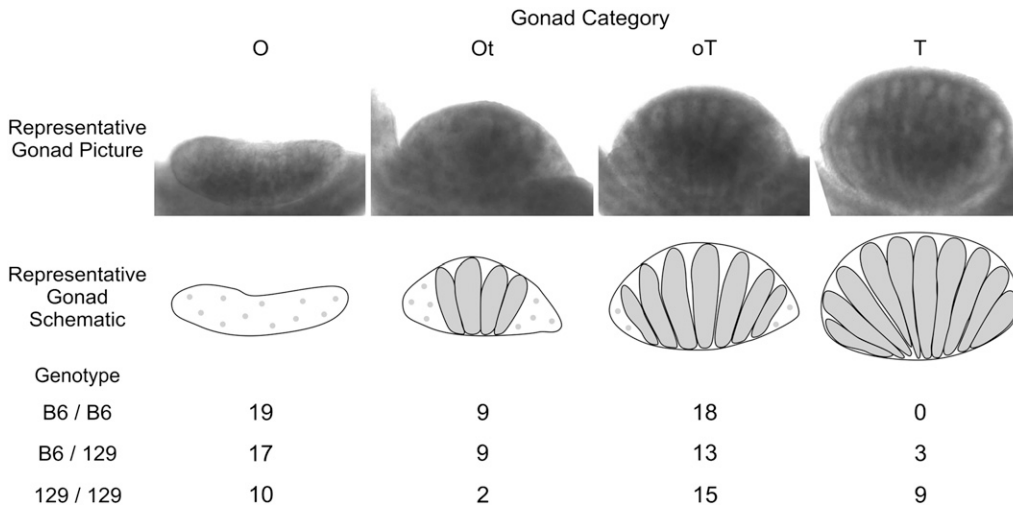 Gonad Category
O Ot oT T
Representative
Gonad Picture
Representative
Gonad
Schematic
Genotype
B6 / B6 19 9 18 0
B6 / 129 17 9 13 3
129 / 129 10 2 15 9